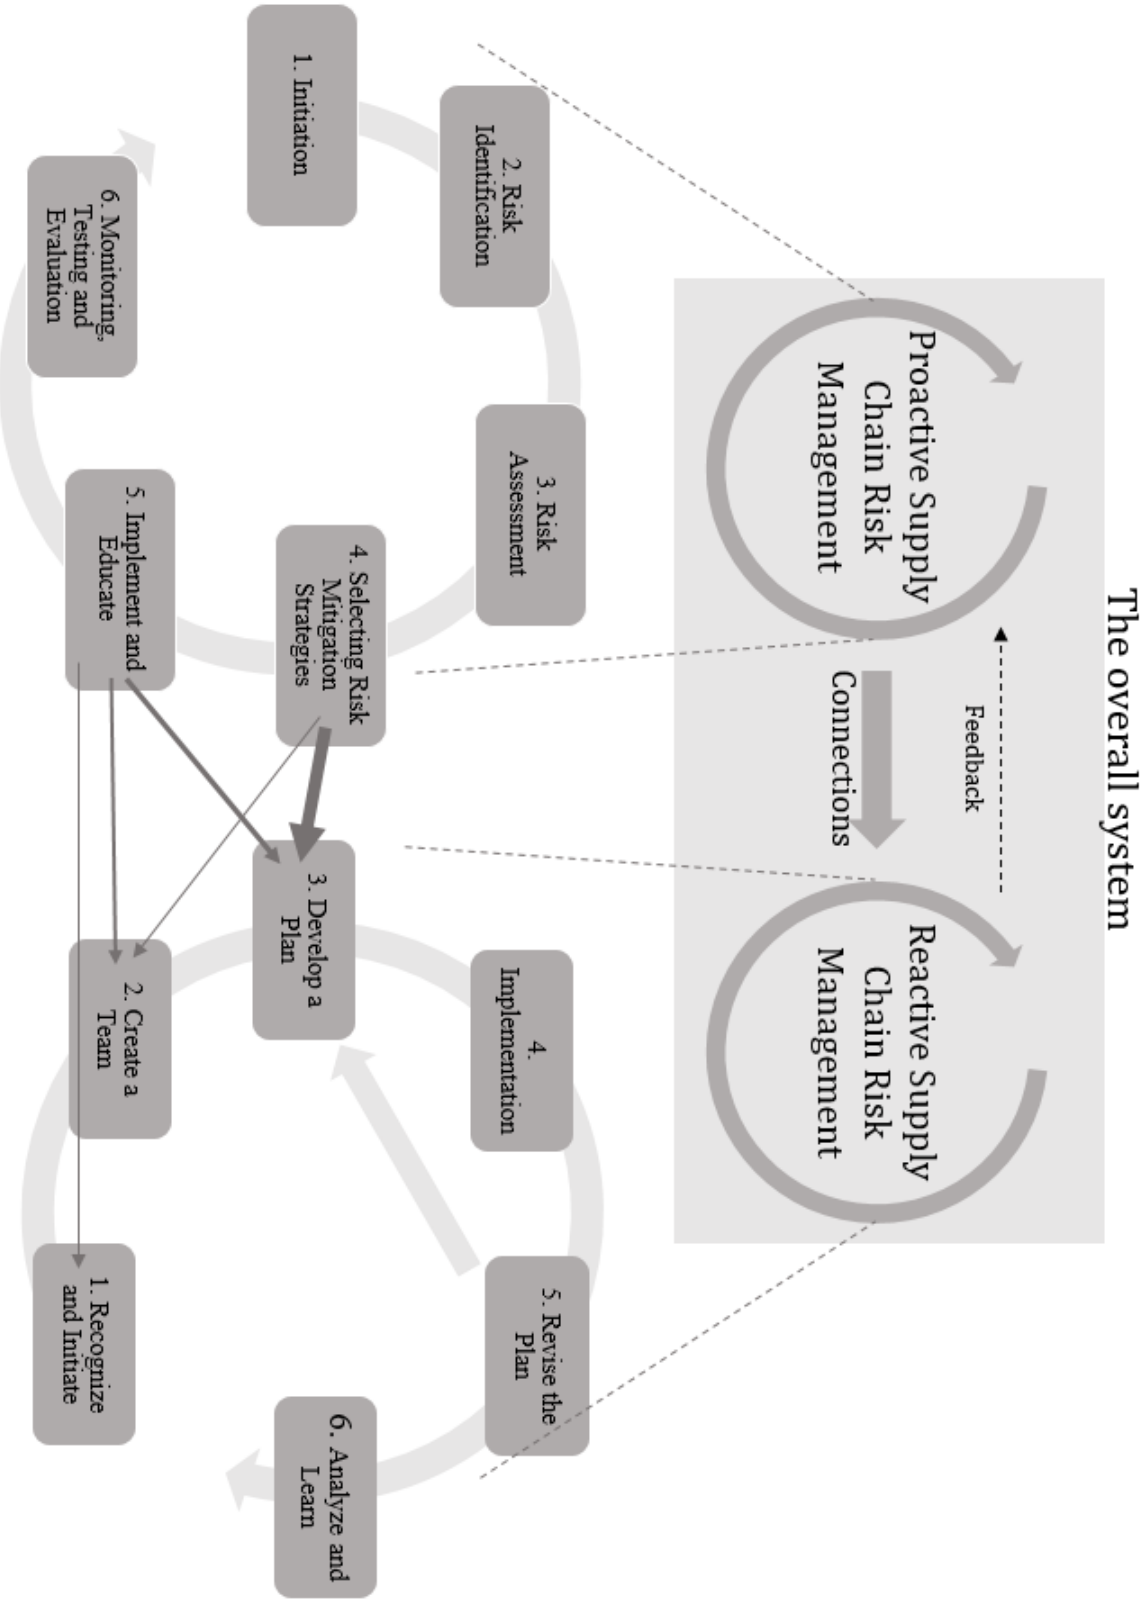 The overall system
Proactive Supply
Chain Risk
Management
Feedback
Connections
Reactive Supply
Chain Risk
Management
1. Initiation
2. Risk
Identification
3. Risk
Assessment
4. Selecting Risk
Mitigation
Strategies
5. Implement and
Educate
6. Monitoring,
Testing and
Evaluation
1. Recognize
and Initiate
2. Create a
Team
3. Develop a
Plan
4.
Implementation
5. Revise the
Plan
6. Analyze and
Learn